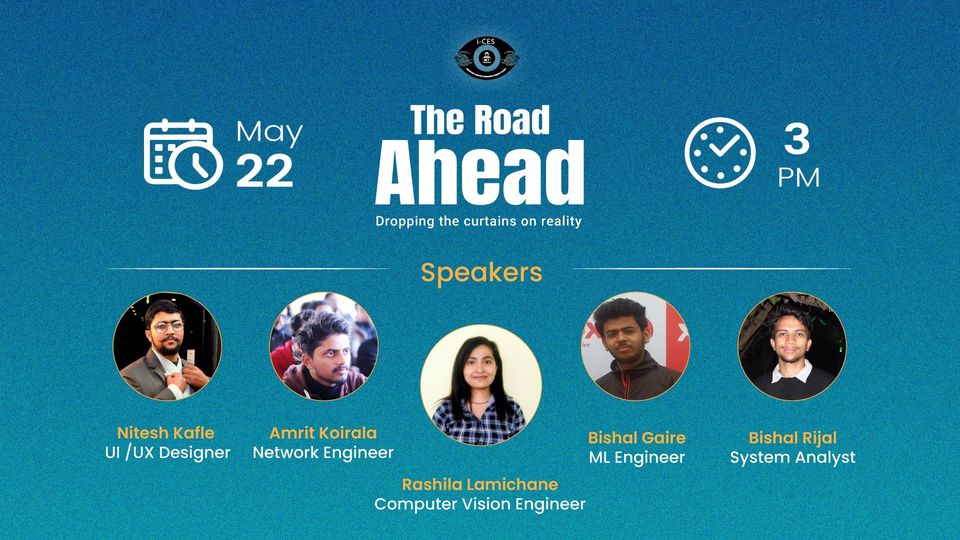 i-CES
The Road
Ahead
Dropping the curtains on reality
May
22
3
PM
Speakers
Nitesh Kafle
UI /UX Designer
Amrit Koirala
Network Engineer
Rashila Lamichane
Computer Vision Engineer
Bishal Gaire
ML Engineer
Bishal Rijal
System Analyst